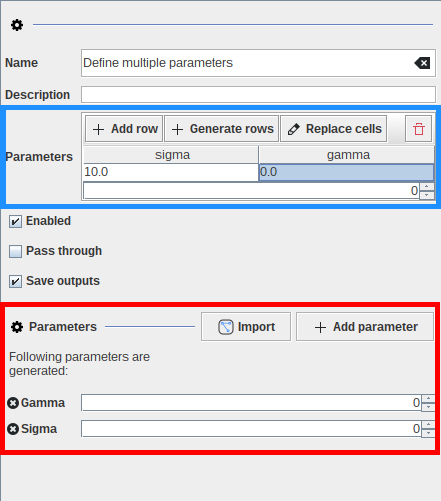 Name Define multiple parameters
Description
Add row Generate rows Replace cells
Parameters
sigma gamma
10.0 0.0
0
Enabled
Pass through
Save outputs
Parameters Import Add parameter
Following parameters are
generated:
Gamma 0
Sigma 0